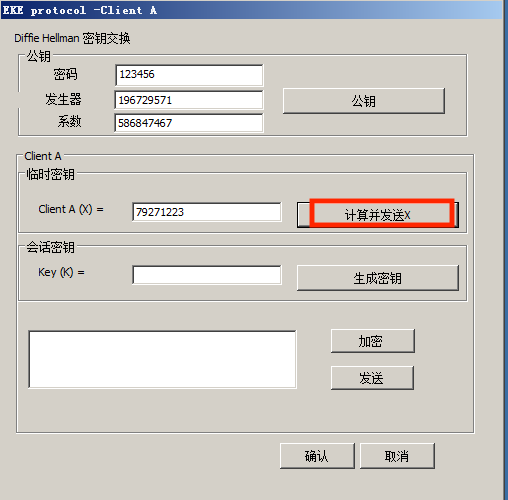 EKE protocol -Client A
Diffie Hellman 密钥交换
公钥
密码 123456
发生器 196729571 公钥
系数 586847467
Client A
临时密钥
Client A (X) = 79271223 计算并发送X
会话密钥
Key (K) = 生成密钥
加密
发送
确认 取消